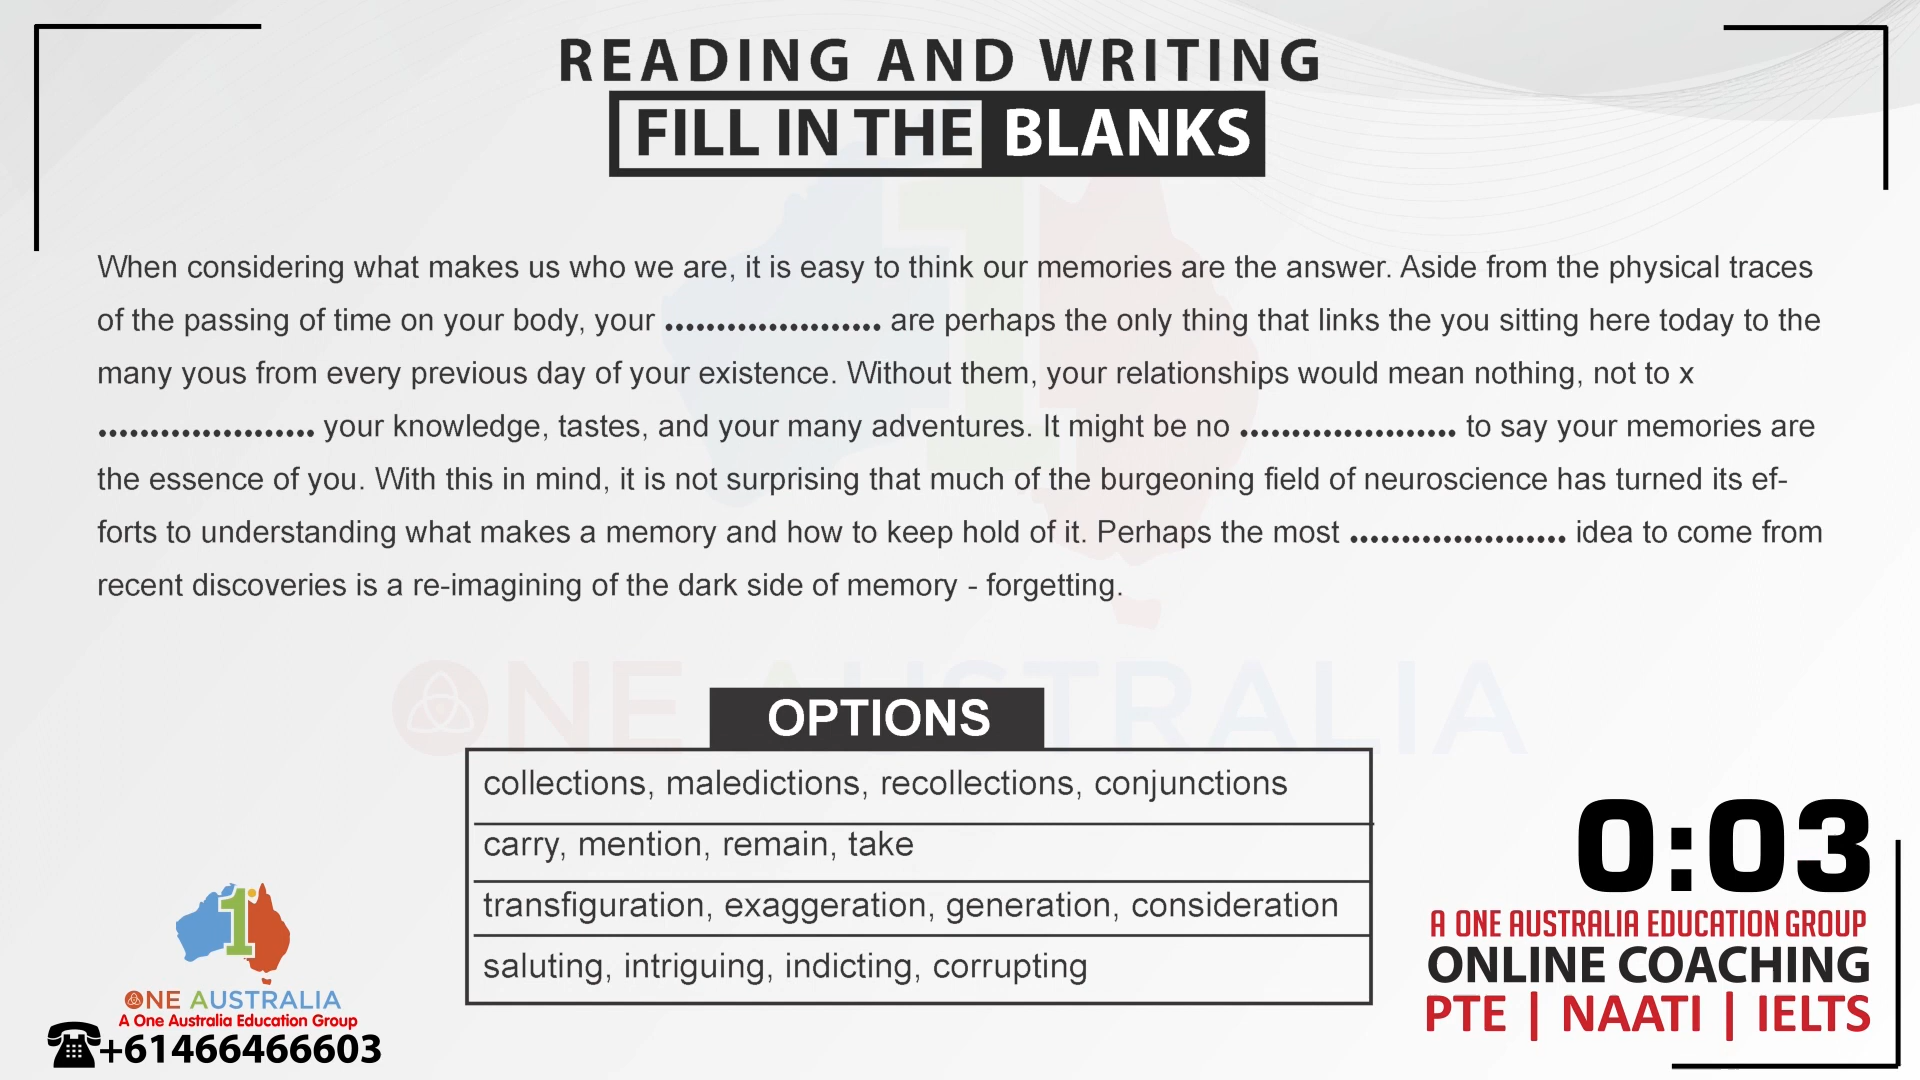 READING AND WRITING
FILL IN THE BLANKS
When considering what makes us who we are, it is easy to think our memories are the answer. Aside from the physical traces
of the passing of time on your body, your ..................... are perhaps the only thing that links the you sitting here today to the
many yous from every previous day of your existence. Without them, your relationships would mean nothing, not to x
..................... your knowledge, tastes, and your many adventures. It might be no ..................... to say your memories are
the essence of you. With this in mind, it is not surprising that much of the burgeoning field of neuroscience has turned its ef-
forts to understanding what makes a memory and how to keep hold of it. Perhaps the most ..................... idea to come from
recent discoveries is a re-imagining of the dark side of memory - forgetting.
ONE AUSTRALIA
OPTIONS
collections, maledictions, recollections, conjunctions
carry, mention, remain, take
transfiguration, exaggeration, generation, consideration
saluting, intriguing, indicting, corrupting
1
ONE AUSTRALIA
A One Australia Education Group
+61466466603
0:03
A ONE AUSTRALIA EDUCATION GROUP
ONLINE COACHING
PTE | NAATI | IELTS